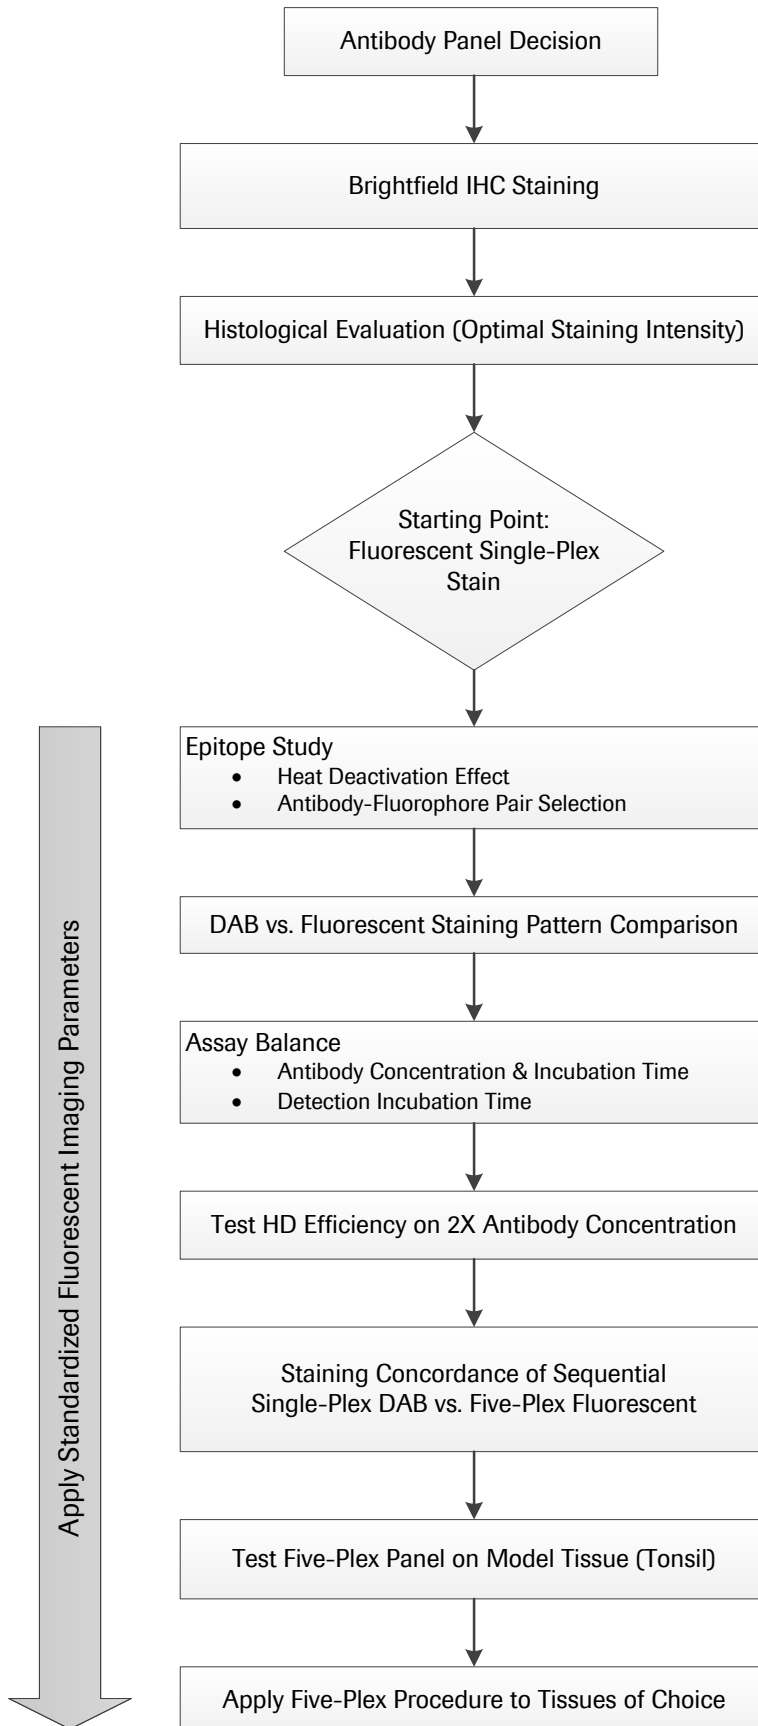 Antibody Panel Decision
Brightfield IHC Staining
Histological Evaluation (Optimal Staining Intensity)
Starting Point:
Fluorescent Single-Plex
Stain
Epitope Study
• Heat Deactivation Effect
• Antibody-Fluorophore Pair Selection
DAB vs. Fluorescent Staining Pattern Comparison
Assay Balance
• Antibody Concentration & Incubation Time
• Detection Incubation Time
Test HD Efficiency on 2X Antibody Concentration
Staining Concordance of Sequential
Single-Plex DAB vs. Five-Plex Fluorescent
Test Five-Plex Panel on Model Tissue (Tonsil)
Apply Five-Plex Procedure to Tissues of Choice
Apply Standardized Fluorescent Imaging Parameters